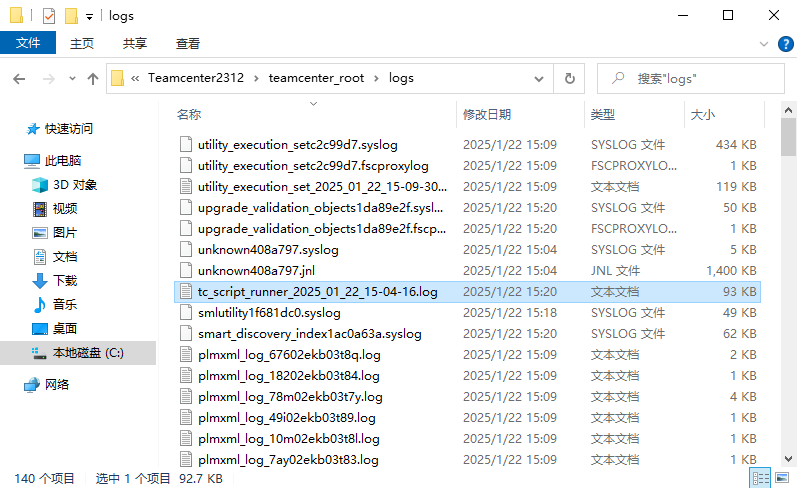 logs
文件 主页 共享 查看
« Teamcenter2312 › teamcenter_root › logs 搜索"logs"
名称 修改日期 类型 大小
快速访问
此电脑
3D 对象
视频
图片
文档
下载
音乐
桌面
本地磁盘 (C:)
网络
utility_execution_setc2c99d7.syslog 2025/1/22 15:09 SYSLOG 文件 434 KB
utility_execution_setc2c99d7.fscproxylog 2025/1/22 15:09 FSCPROXYLO... 1 KB
utility_execution_set_2025_01_22_15-09-30... 2025/1/22 15:09 文本文档 119 KB
upgrade_validation_objects1da89e2f.sysl... 2025/1/22 15:20 SYSLOG 文件 50 KB
upgrade_validation_objects1da89e2f.fscp... 2025/1/22 15:20 FSCPROXYLO... 1 KB
unknown408a797.syslog 2025/1/22 15:04 SYSLOG 文件 5 KB
unknown408a797.jnl 2025/1/22 15:04 JNL 文件 1,400 KB
tc_script_runner_2025_01_22_15-04-16.log 2025/1/22 15:20 文本文档 93 KB
smlutility1f681dc0.syslog 2025/1/22 15:18 SYSLOG 文件 49 KB
smart_discovery_index1ac0a63a.syslog 2025/1/22 15:20 SYSLOG 文件 62 KB
plmxml_log_67602ekb03t8q.log 2025/1/22 15:09 文本文档 2 KB
plmxml_log_18202ekb03t84.log 2025/1/22 15:09 文本文档 1 KB
plmxml_log_78m02ekb03t7y.log 2025/1/22 15:09 文本文档 4 KB
plmxml_log_49i02ekb03t89.log 2025/1/22 15:09 文本文档 1 KB
plmxml_log_10m02ekb03t8l.log 2025/1/22 15:09 文本文档 1 KB
plmxml_log_7ay02ekb03t83.log 2025/1/22 15:09 文本文档 1 KB
140 个项目 选中 1 个项目 92.7 KB